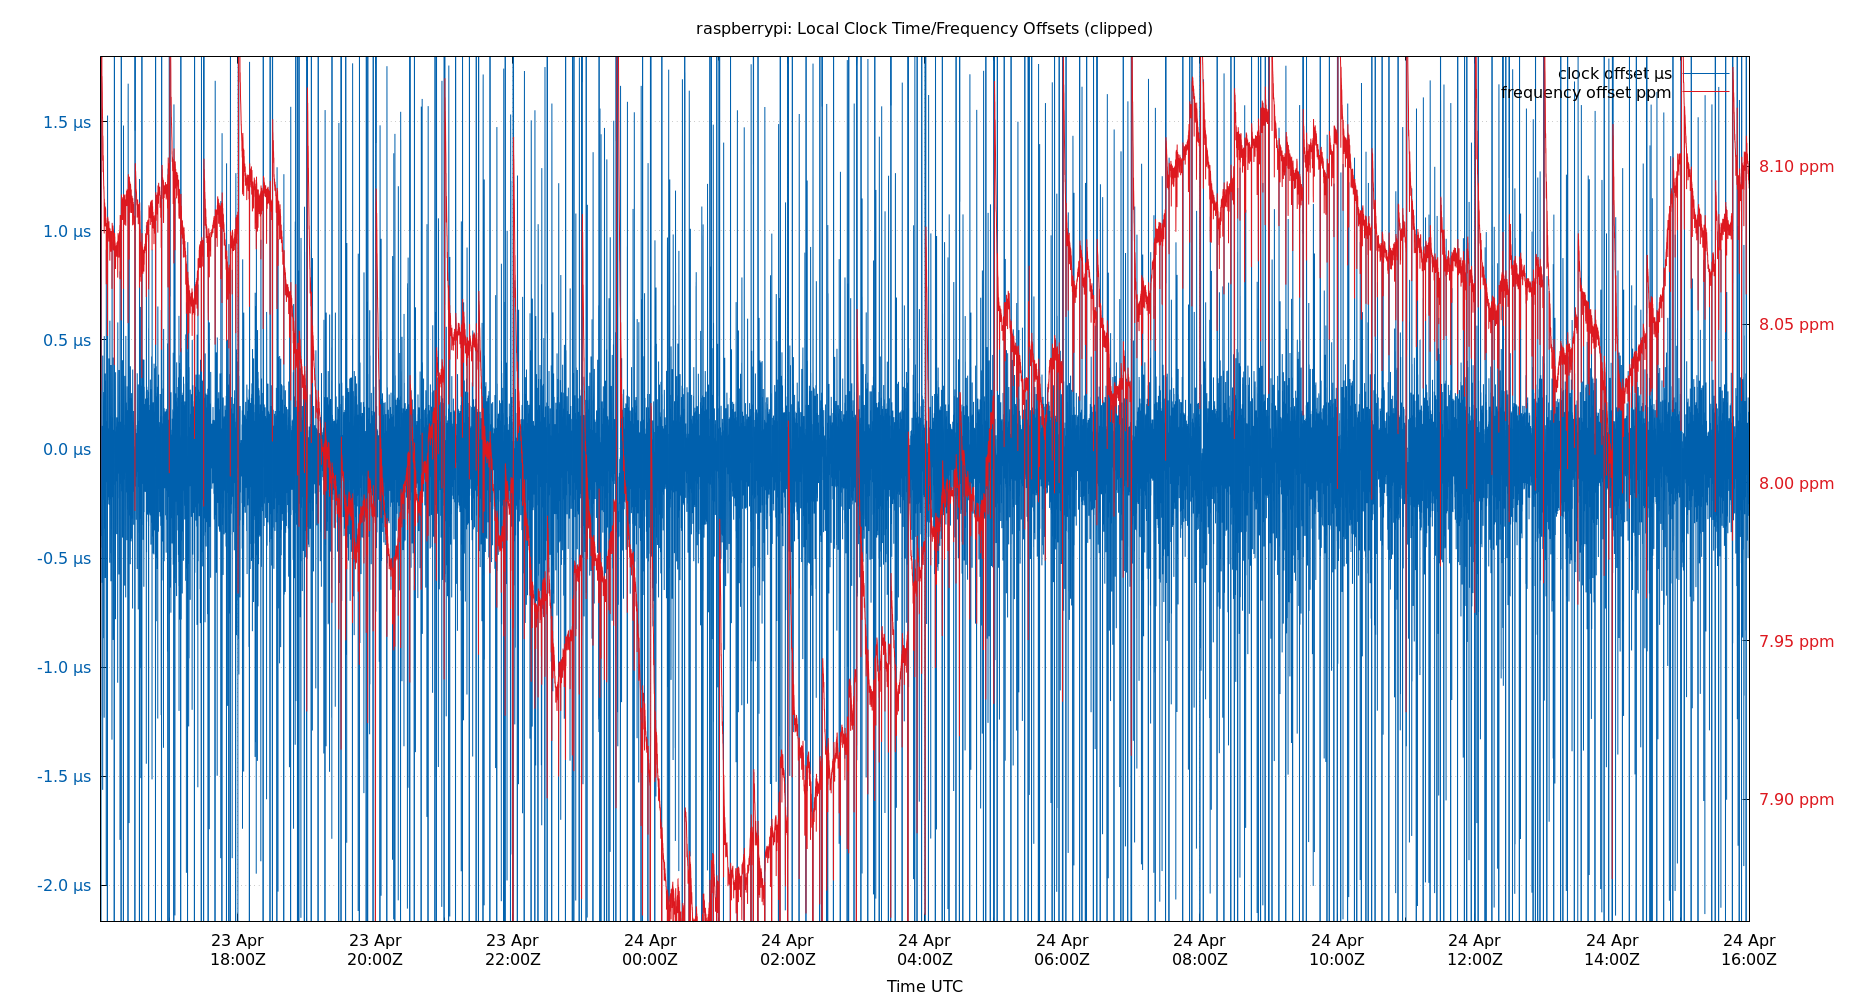 raspberrypi: Local Clock Time/Frequency Offsets (clipped)
clock offset µs
frequency offset ppm
1.5 µs
1.0 µs
0.5 µs
0.0 µs
-0.5 µs
-1.0 µs
-1.5 µs
-2.0 µs
8.10 ppm
8.05 ppm
8.00 ppm
7.95 ppm
7.90 ppm
23 Apr 23 Apr 23 Apr 24 Apr 24 Apr 24 Apr 24 Apr 24 Apr 24 Apr 24 Apr 24 Apr 24 Apr
18:00Z 20:00Z 22:00Z 00:00Z 02:00Z 04:00Z 06:00Z 08:00Z 10:00Z 12:00Z 14:00Z 16:00Z
Time UTC